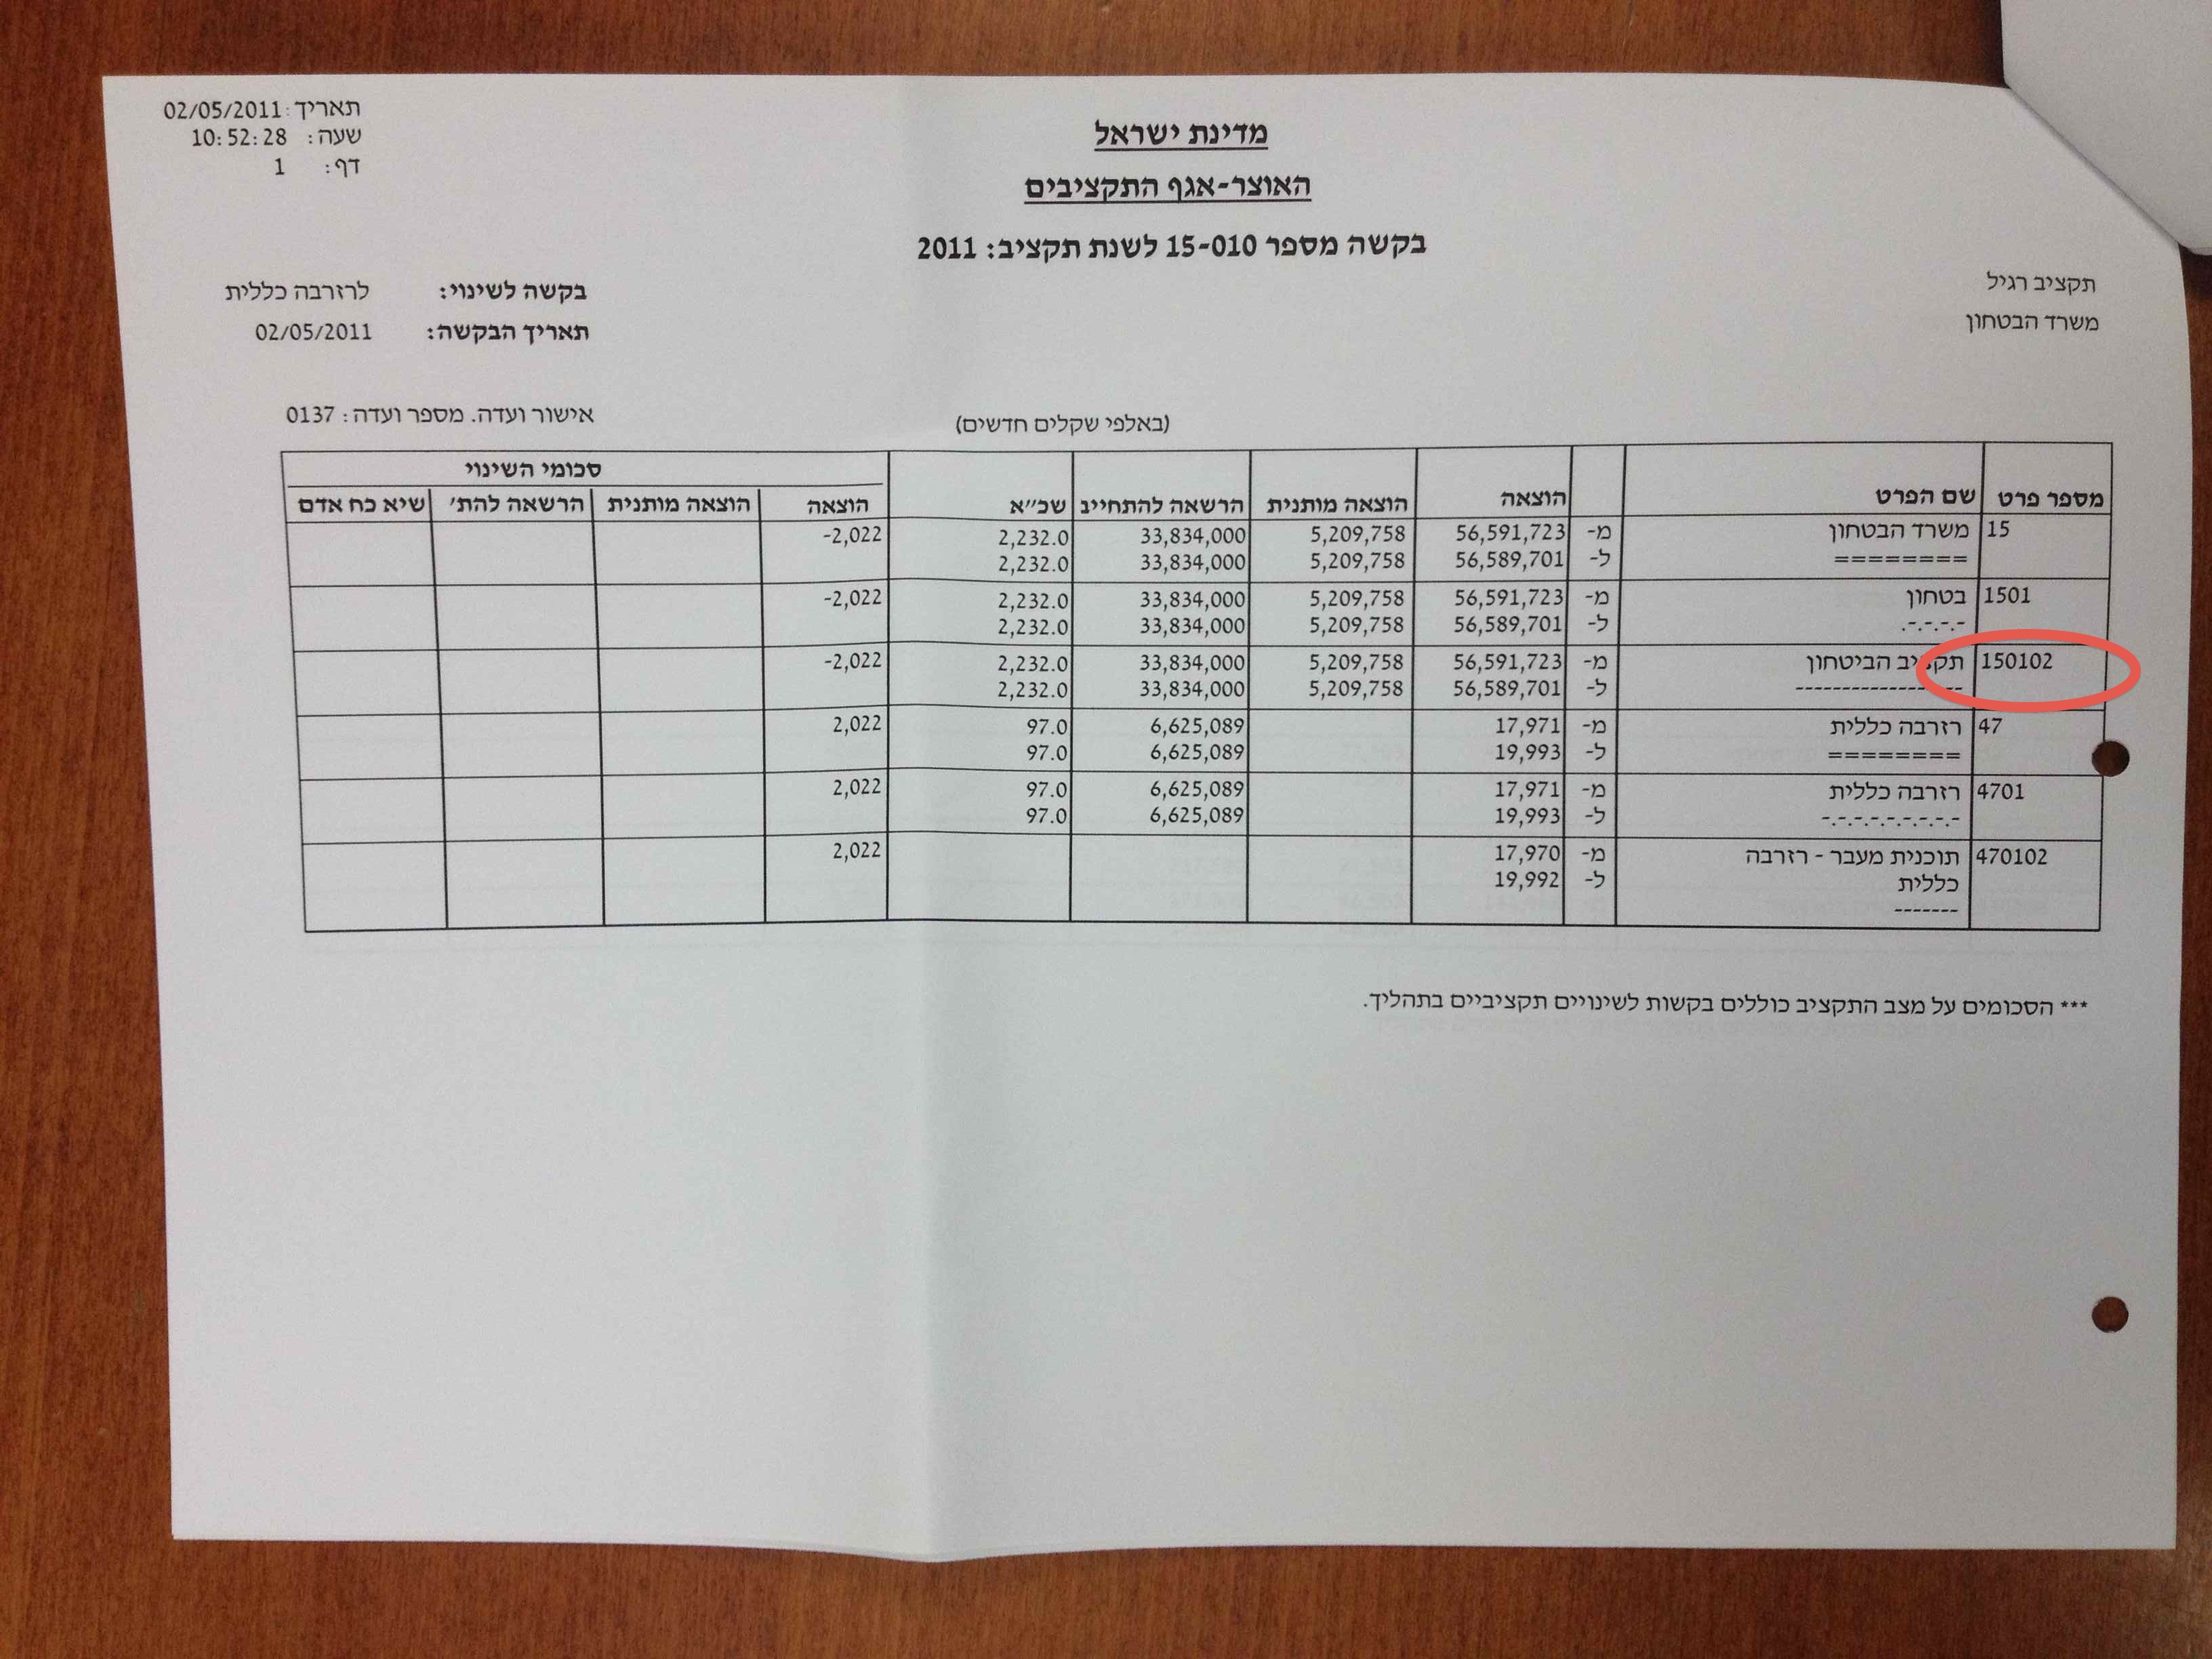 תאריך: 02/05/2011
שעה: 10:52:28
דף: 1
מדינת ישראל
האוצר-אגף התקציבים
בקשה מספר 15-010 לשנת תקציב: 2011
תקציב רגיל
משרד הבטחון
בקשה לשינוי: לרזרבה כללית
תאריך הבקשה: 02/05/2011
(באלפי שקלים חדשים)
אישור ועדה. מספר ועדה: 0137
סכומי השינוי
מספר פרט שם הפרט הוצאה הוצאה מותנית הרשאה להתחייב שכ״א הוצאה הוצאה מותנית הרשאה להת׳ שיא כח אדם
15 משרד הבטחון מ- 56,591,723 5,209,758 33,834,000 2,232.0 -2,022
======== ל- 56,589,701 5,209,758 33,834,000 2,232.0
1501 בטחון מ- 56,591,723 5,209,758 33,834,000 2,232.0 -2,022
-.-.-.-. ל- 56,589,701 5,209,758 33,834,000 2,232.0
150102 תקציב הביטחון מ- 56,591,723 5,209,758 33,834,000 2,232.0 -2,022
------------------ ל- 56,589,701 5,209,758 33,834,000 2,232.0
47 רזרבה כללית מ- 17,971 6,625,089 97.0 2,022
======== ל- 19,993 6,625,089 97.0
4701 רזרבה כללית מ- 17,971 6,625,089 97.0 2,022
-.-.-.-.-.-.-.-.- ל- 19,993 6,625,089 97.0
470102 תוכנית מעבר - רזרבה מ- 17,970 2,022
כללית ל- 19,992
-------
*** הסכומים על מצב התקציב כוללים בקשות לשינויים תקציביים בתהליך.